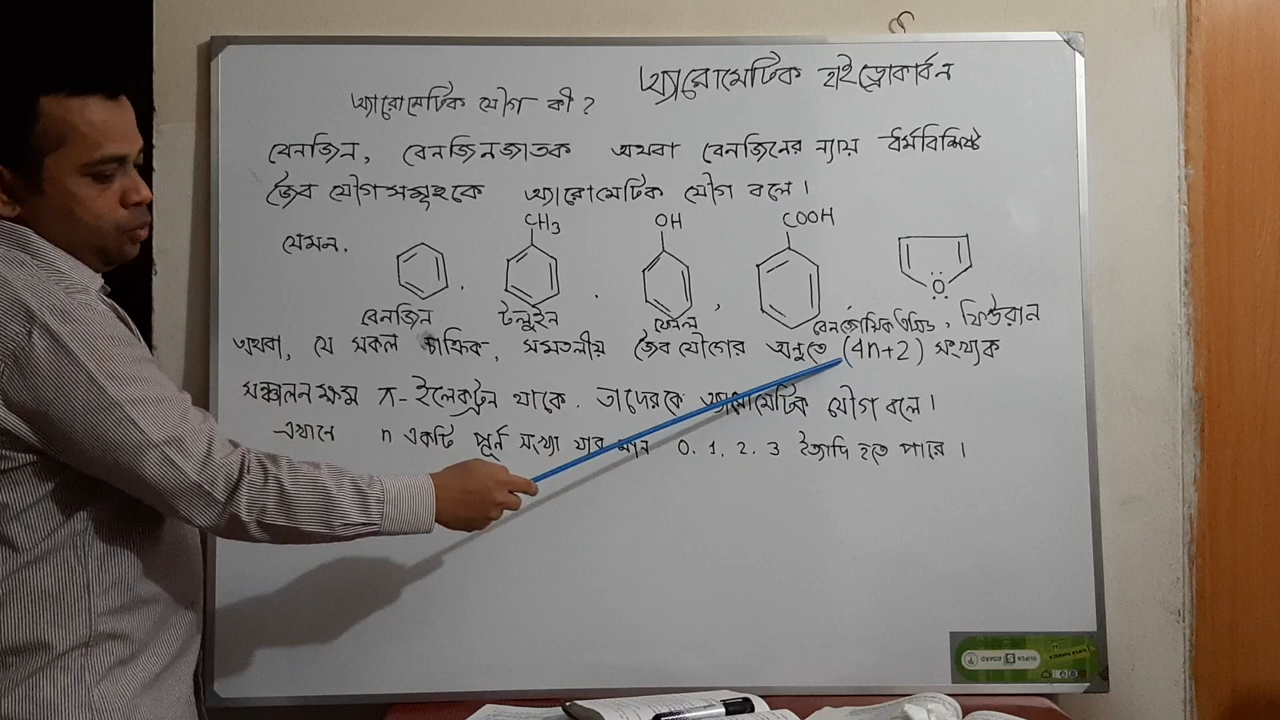 অ্যারোমেটিক হাইড্রোকার্বন
অ্যারোমেটিক যৌগ কী ?
বেনজিন, বেনজিনজাতক অথবা বেনজিনের ন্যায় ধর্মবিশিষ্ট
জৈব যৌগসমূহকে অ্যারোমেটিক যৌগ বলে।
যেমন,
CH₃
OH
COOH
O
বেনজিন টলুইন ফেনল বেনজোয়িক এসিড, ফিউরান
অথবা, যে সকল চাক্রিক, সমতলীয় জৈব যৌগের অনুতে (4n+2) সংখ্যক
সঞ্চালনক্ষম π-ইলেকট্রন থাকে, তাদেরকে অ্যারোমেটিক যৌগ বলে।
এখানে n একটি পূর্ন সংখ্যা যার মান 0, 1, 2, 3 ইত্যাদি হতে পারে।